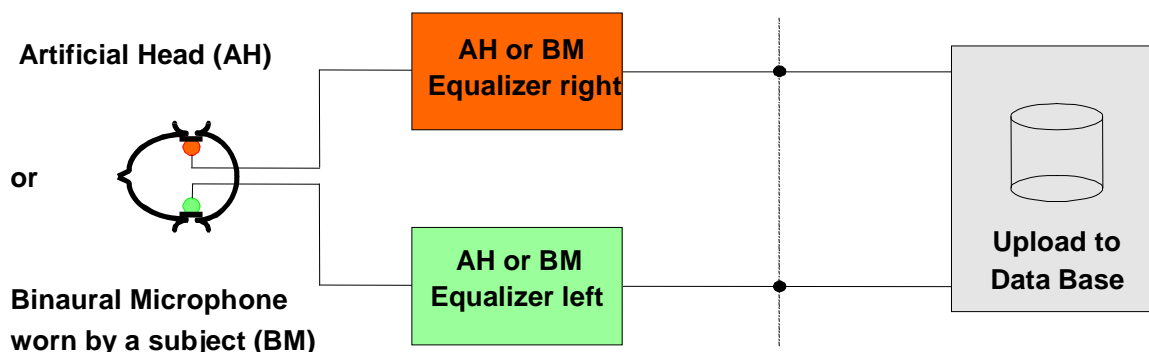 Artificial Head (AH)
or
Binaural Microphone
worn by a subject (BM)
AH or BM
Equalizer right
AH or BM
Equalizer left
Upload to
Data Base